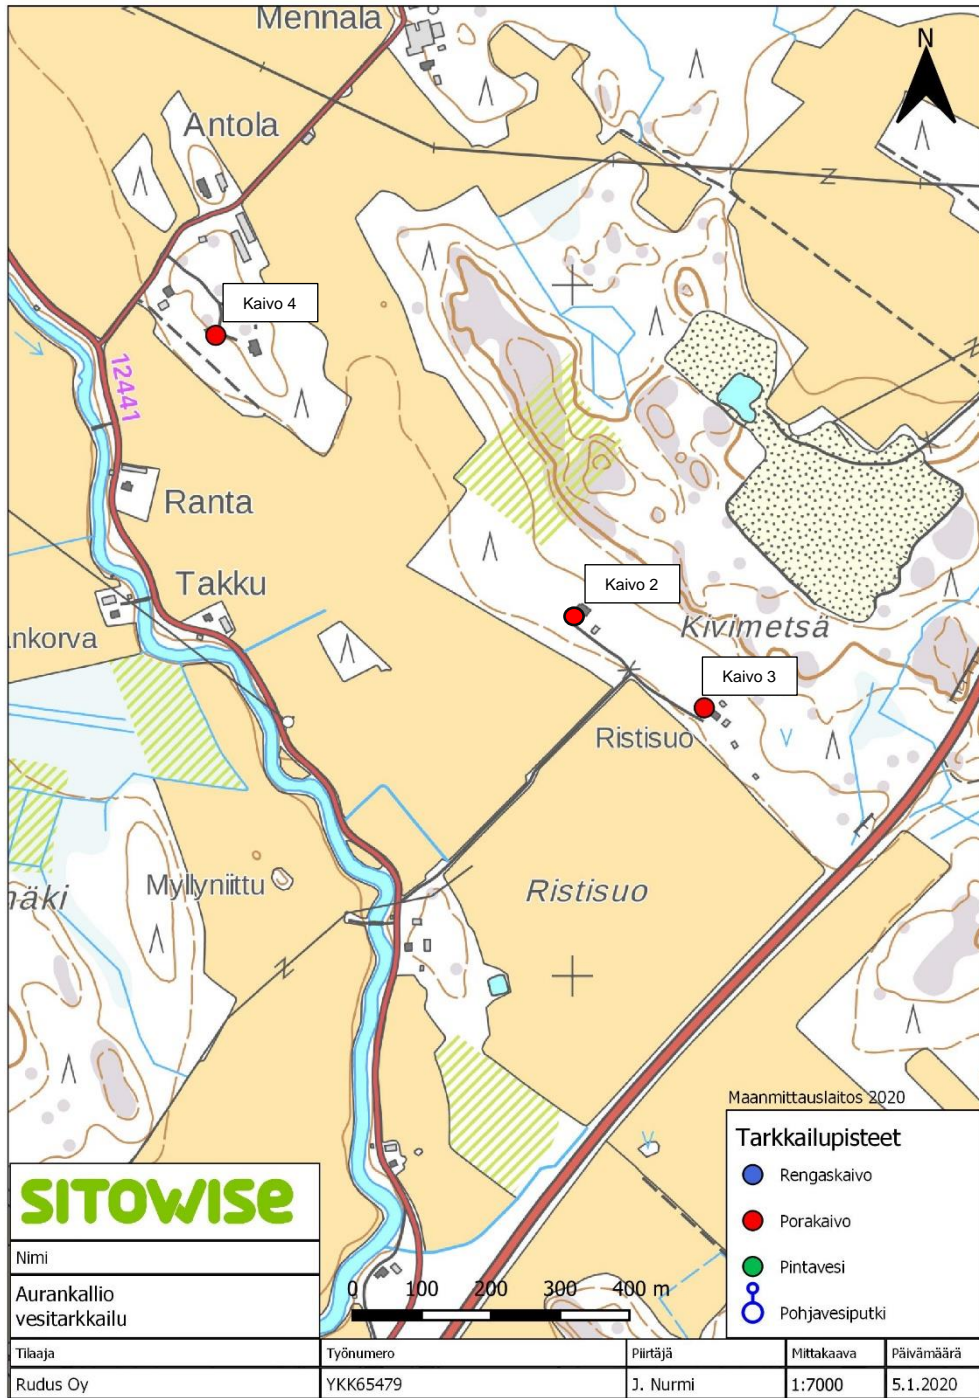 Mennala
N
Antola
Z
Kaivo 4
12441
Ranta
Takku
Kaivo 2
ankorva
Kivimetsä
Kaivo 3
Ristisuo
Myllyniittu
Ristisuo
mäki
Z
Maanmittauslaitos 2020
Tarkkailupisteet
Rengaskaivo
Porakaivo
Pintavesi
Pohjavesiputki
SITOWISE
Nimi
Aurankallio
vesitarkkailu
0 100 200 300 400 m
Tilaaja
Työnumero
Piirtäjä
Mittakaava
Päivämäärä
Rudus Oy
YKK65479
J. Nurmi
1:7000
5.1.2020